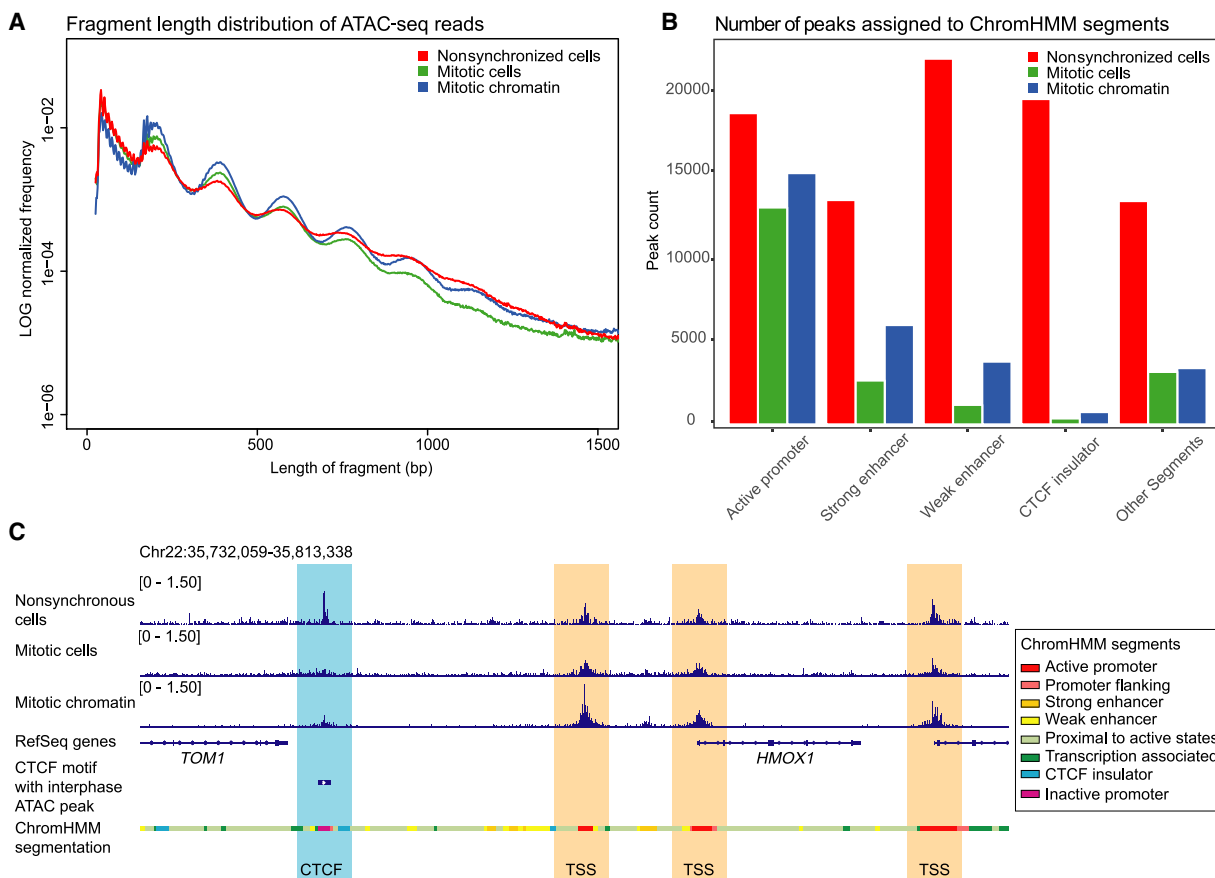 A
Fragment length distribution of ATAC-seq reads
Nonsynchronized cells
Mitotic cells
Mitotic chromatin
LOG normalized frequency
1e-02
1e-04
1e-06
0
500
1000
1500
Length of fragment (bp)
B
Number of peaks assigned to ChromHMM segments
Nonsynchronized cells
Mitotic cells
Mitotic chromatin
Peak count
20000
15000
10000
5000
0
Active promoter
Strong enhancer
Weak enhancer
CTCF insulator
Other Segments
C
Chr22:35,732,059-35,813,338
[0 - 1.50]
Nonsynchronous
cells
[0 - 1.50]
Mitotic cells
[0 - 1.50]
Mitotic chromatin
RefSeq genes
TOM1
HMOX1
CTCF motif
with interphase
ATAC peak
ChromHMM
segmentation
CTCF
TSS
TSS
TSS
ChromHMM segments
Active promoter
Promoter flanking
Strong enhancer
Weak enhancer
Proximal to active states
Transcription associated
CTCF insulator
Inactive promoter